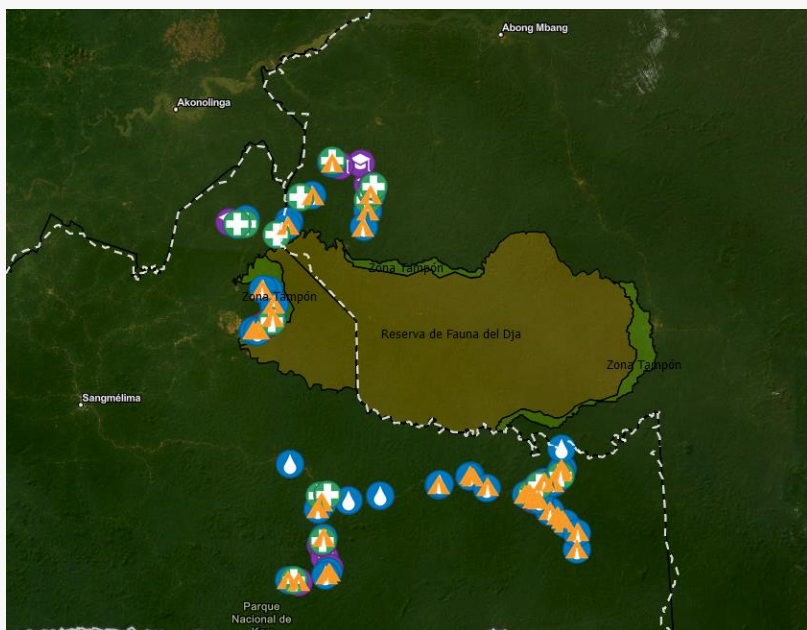 Abong Mbang
Akonolinga
Zona Tampón
Zona Tampón
Reserva de Fauna del Dja
Zona Tampón
Sangmélima
Parque
Nacional de